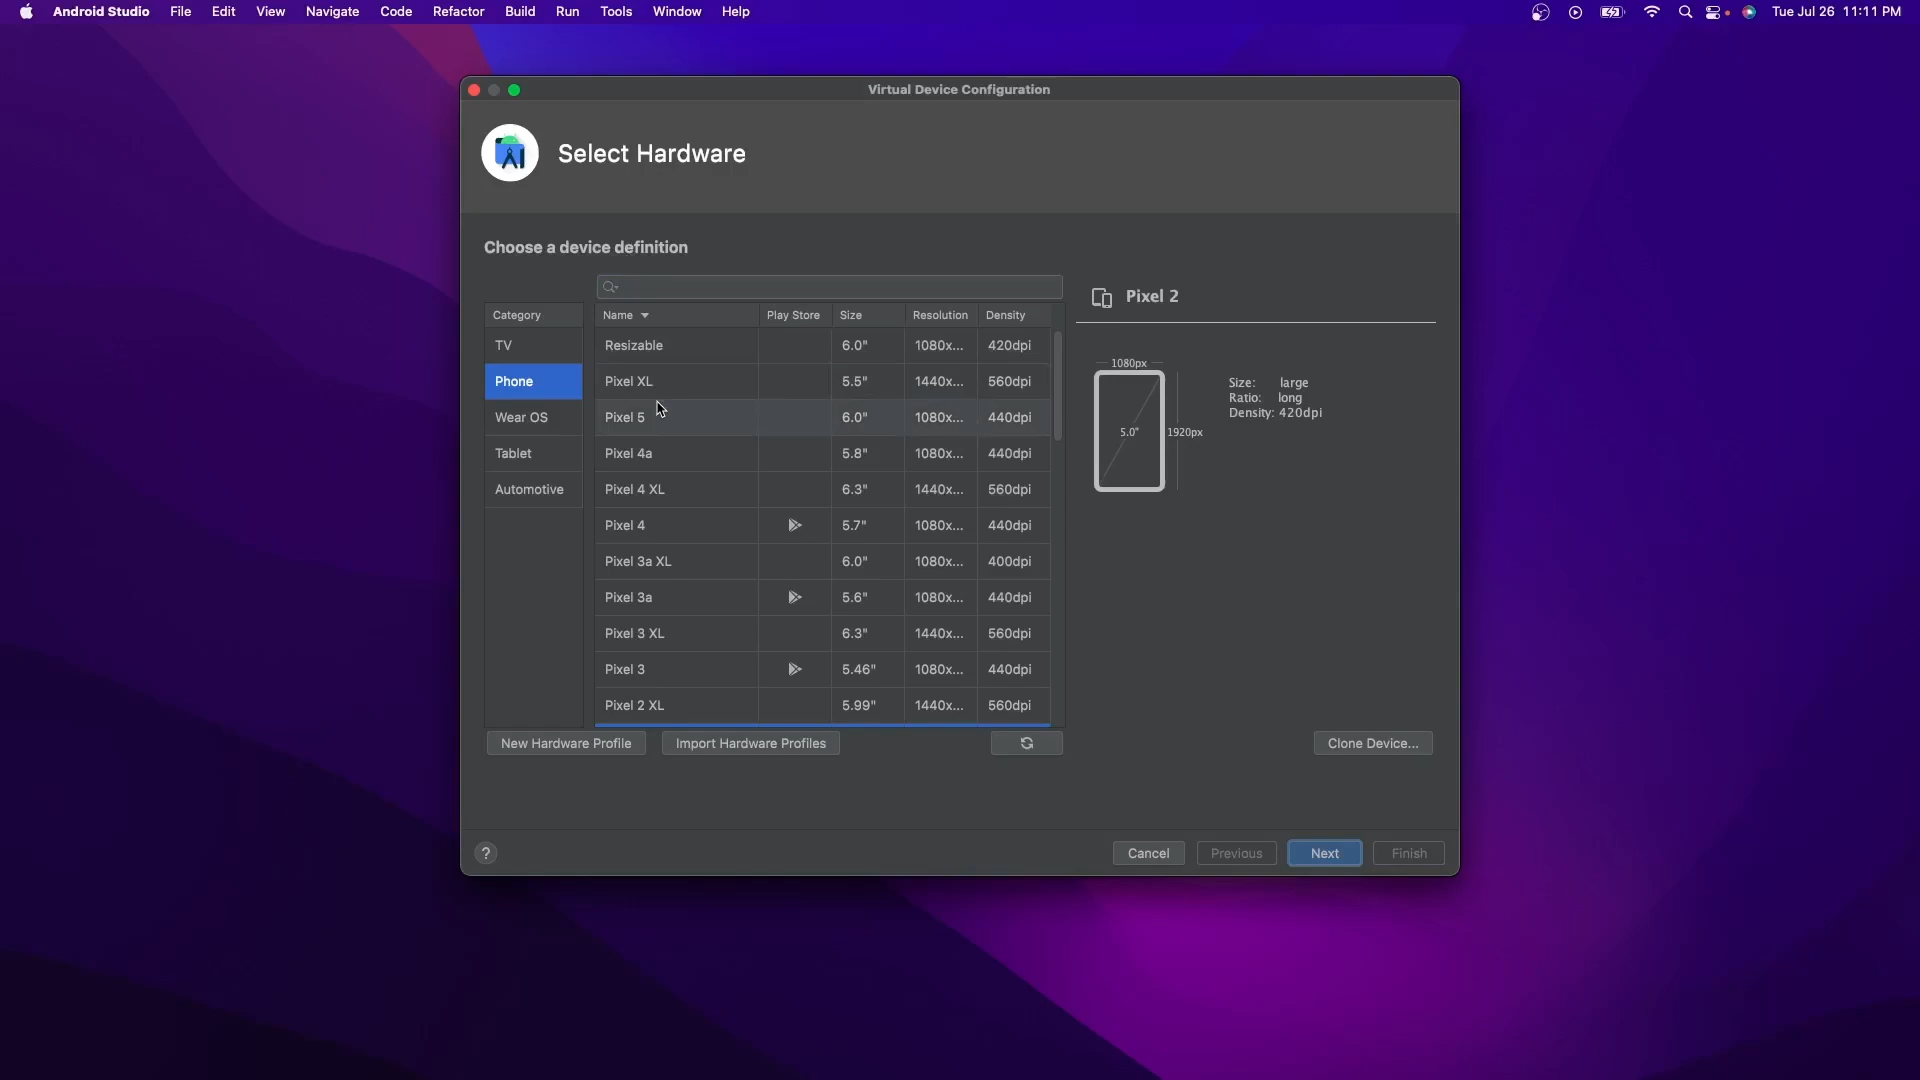 Android Studio File Edit View Navigate Code Refactor Build Run Tools Window Help Tue Jul 26 11:11 PM
Virtual Device Configuration
Select Hardware
Choose a device definition
Category
TV
Phone
Wear OS
Tablet
Automotive
Name Play Store Size Resolution Density
Resizable 6.0" 1080x... 420dpi
Pixel XL 5.5" 1440x... 560dpi
Pixel 5 6.0" 1080x... 440dpi
Pixel 4a 5.8" 1080x... 440dpi
Pixel 4 XL 6.3" 1440x... 560dpi
Pixel 4 5.7" 1080x... 440dpi
Pixel 3a XL 6.0" 1080x... 400dpi
Pixel 3a 5.6" 1080x... 440dpi
Pixel 3 XL 6.3" 1440x... 560dpi
Pixel 3 5.46" 1080x... 440dpi
Pixel 2 XL 5.99" 1440x... 560dpi
Pixel 2
1080px
5.0"
1920px
Size: large
Ratio: long
Density: 420dpi
New Hardware Profile Import Hardware Profiles Clone Device...
? Cancel Previous Next Finish